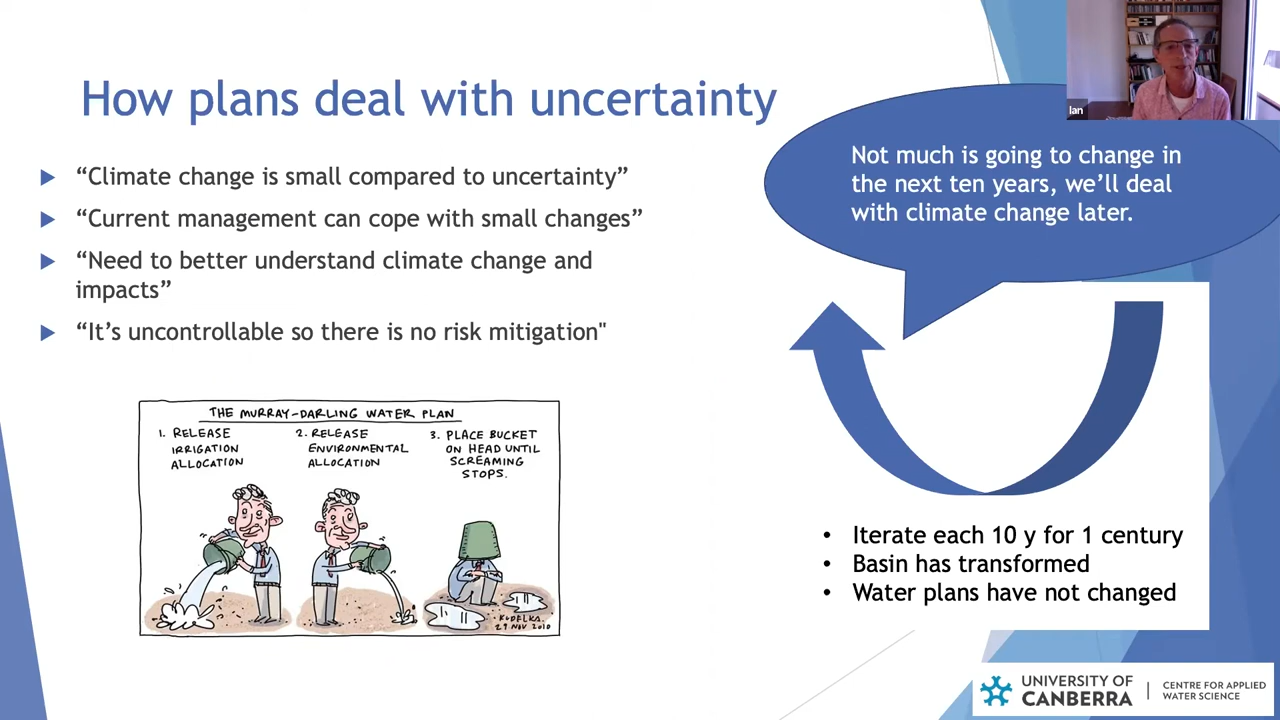 How plans deal with uncertainty
“Climate change is small compared to uncertainty”
“Current management can cope with small changes”
“Need to better understand climate change and
impacts”
“It’s uncontrollable so there is no risk mitigation"
Ian
Not much is going to change in
the next ten years, we’ll deal
with climate change later.
THE MURRAY-DARLING WATER PLAN
1. RELEASE
IRRIGATION
ALLOCATION
2. RELEASE
ENVIRONMENTAL
ALLOCATION
3. PLACE BUCKET
ON HEAD UNTIL
SCREAMING
STOPS.
KUDELKA.
29 NOV 2010
• Iterate each 10 y for 1 century
• Basin has transformed
• Water plans have not changed
UNIVERSITY OF
CANBERRA
CENTRE FOR APPLIED
WATER SCIENCE